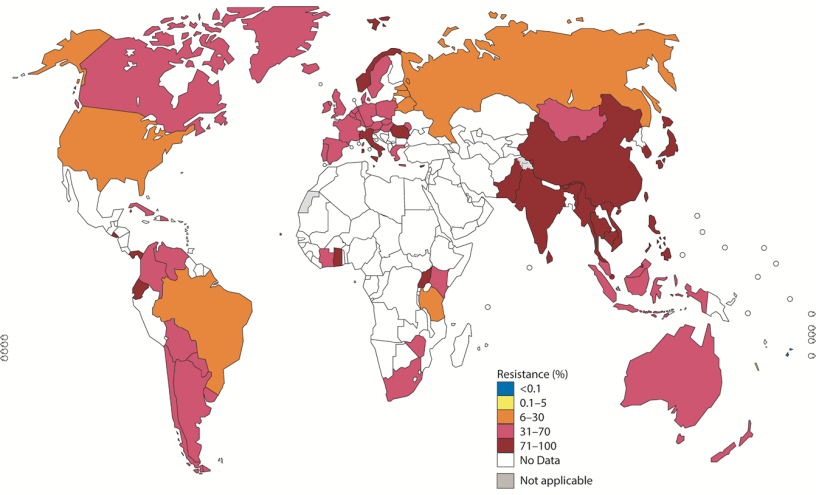 Resistance (%)
<0.1
0.1–5
6–30
31–70
71–100
No Data
Not applicable